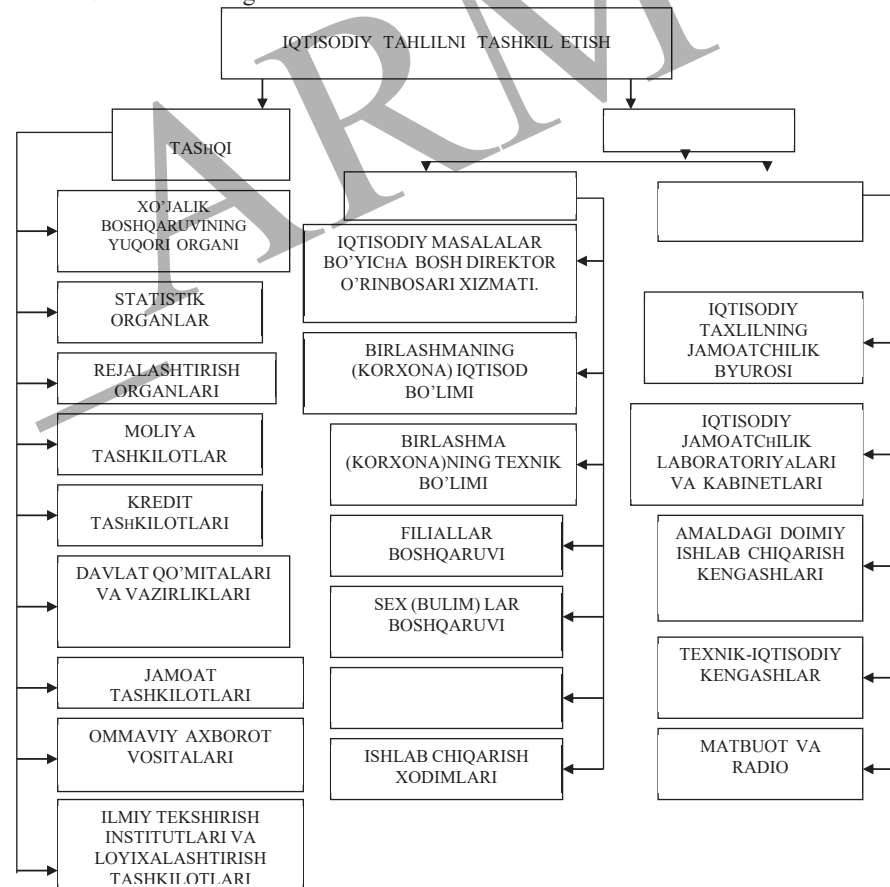 IQTISODIY TAHLILNI TASHKIL ETISH
TAShQI
XO’JALIK
BOSHQARUVINING
YUQORI ORGANI
STATISTIK
ORGANLAR
REJALASHTIRISH
ORGANLARI
MOLIYA
TASHKILOTLAR
KREDIT
TAShKILOTLARI
DAVLAT QO’MITALARI
VA VAZIRLIKLARI
JAMOAT
TASHKILOTLARI
OMMAVIY AXBOROT
VOSITALARI
ILMIY TEKSHIRISH
INSTITUTLARI VA
LOYIXALASHTIRISH
TASHKILOTLARI
IQTISODIY MASALALAR
BO’YIChA BOSH DIREKTOR
O’RINBOSARI XIZMATI.
BIRLASHMANING
(KORXONA) IQTISOD
BO’LIMI
BIRLASHMA
(KORXONA)NING TEXNIK
BO’LIMI
FILIALLAR
BOSHQARUVI
SEX (BULIM) LAR
BOSHQARUVI
ISHLAB CHIQARISH
XODIMLARI
IQTISODIY
TAXLILNING
JAMOATCHILIK
BYUROSI
IQTISODIY
JAMOATChILIK
LABORATORIYaLARI
VA KABINETLARI
AMALDAGI DOIMIY
ISHLAB CHIQARISH
KENGASHLARI
TEXNIK-IQTISODIY
KENGASHLAR
MATBUOT VA
RADIO
ARM